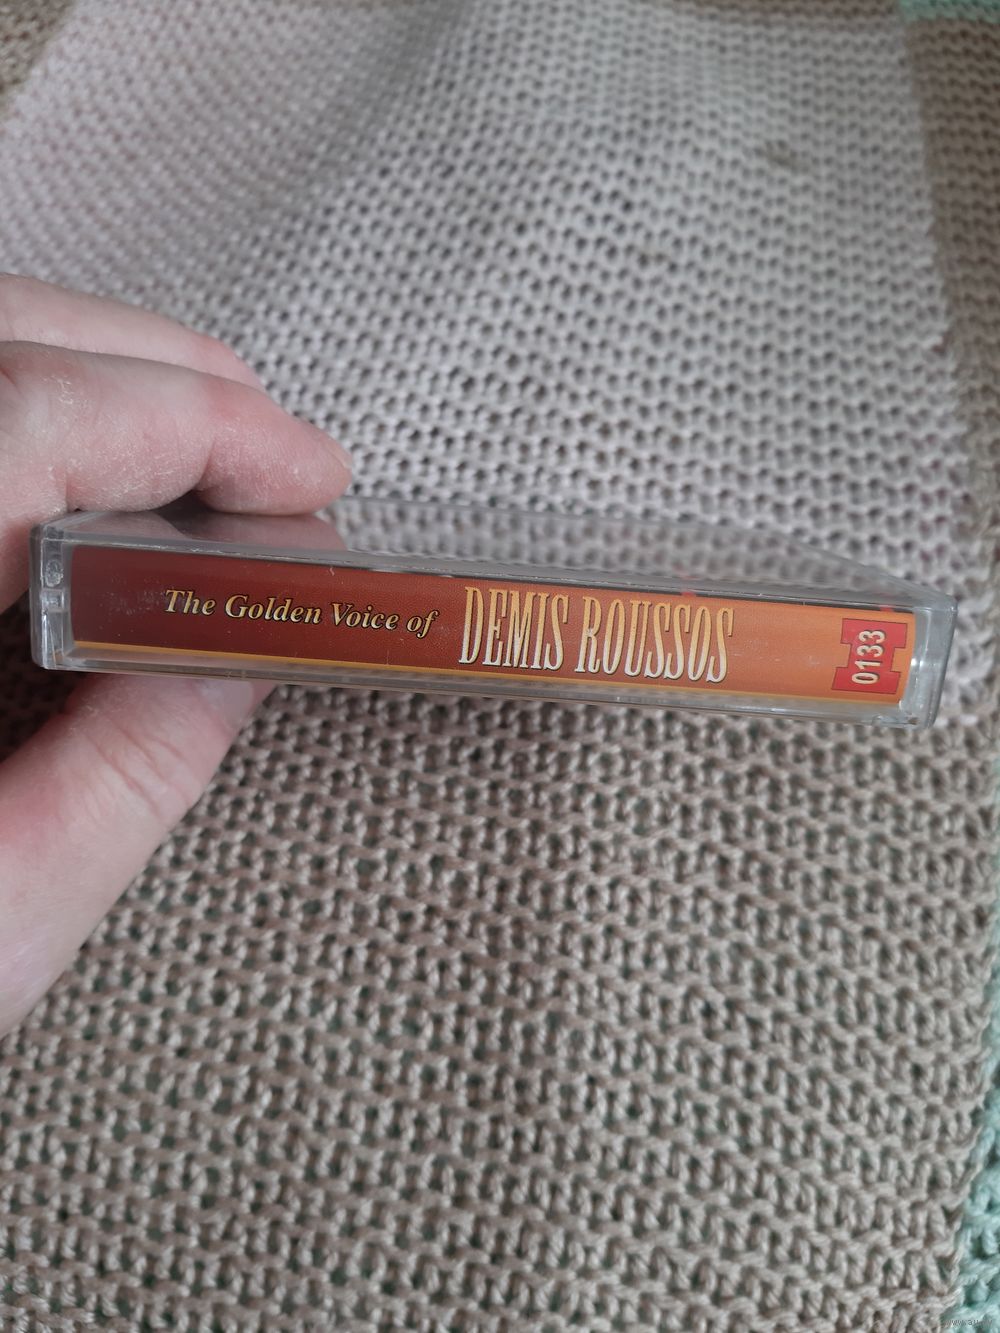 The Golden Voice of DEMIS ROUSSOS
0133